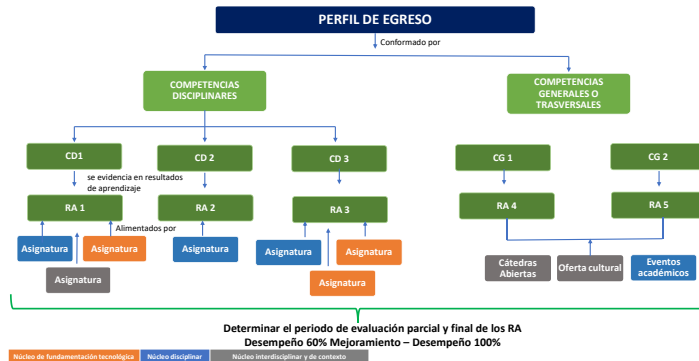 PERFIL DE EGRESO
Conformado por
COMPETENCIAS
DISCIPLINARES
COMPETENCIAS
GENERALES O
TRASVERSALES
CD1
CD 2
CD 3
CG 1
CG 2
se evidencia en resultados
de aprendizaje
RA 1
RA 2
RA 3
RA 4
RA 5
Alimentados por
Asignatura
Asignatura
Asignatura
Asignatura
Asignatura
Asignatura
Asignatura
Cátedras
Abiertas
Oferta cultural
Eventos
académicos
Determinar el periodo de evaluación parcial y final de los RA
Desempeño 60% Mejoramiento – Desempeño 100%
Núcleo de fundamentación tecnológica
Núcleo disciplinar
Núcleo interdisciplinar y de contexto